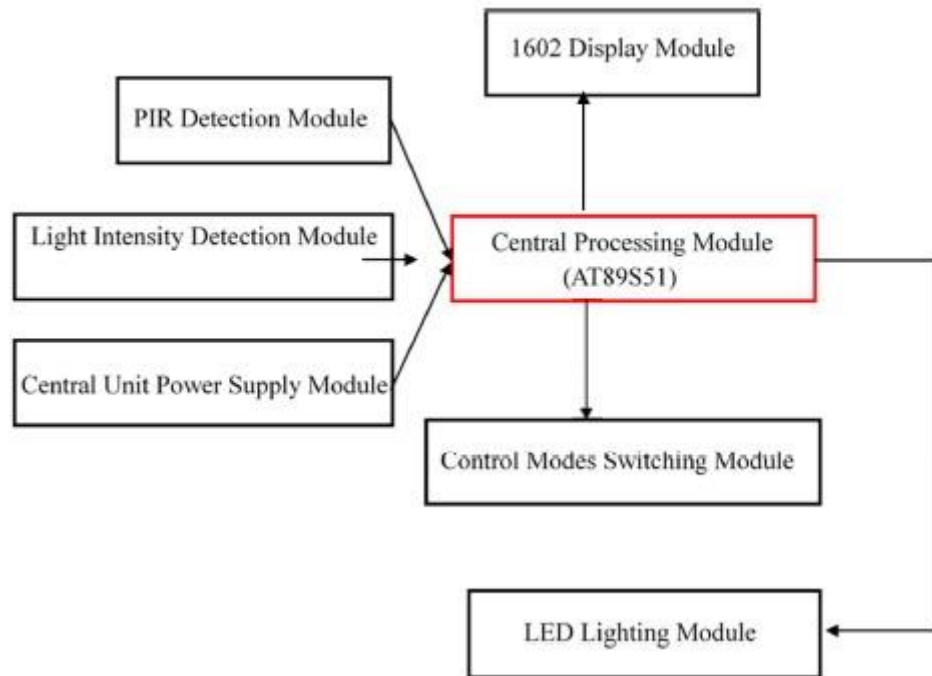 1602 Display Module
PIR Detection Module
Light Intensity Detection Module
Central Processing Module
(AT89S51)
Central Unit Power Supply Module
Control Modes Switching Module
LED Lighting Module